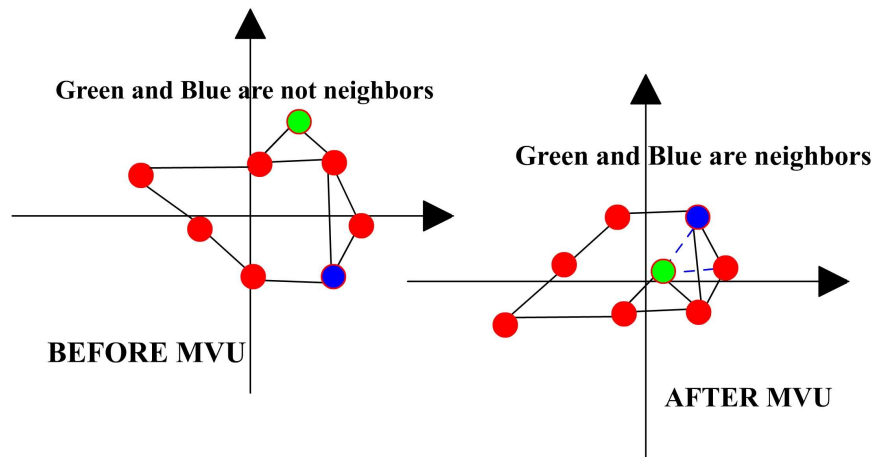 Green and Blue are not neighbors
BEFORE MVU
Green and Blue are neighbors
AFTER MVU